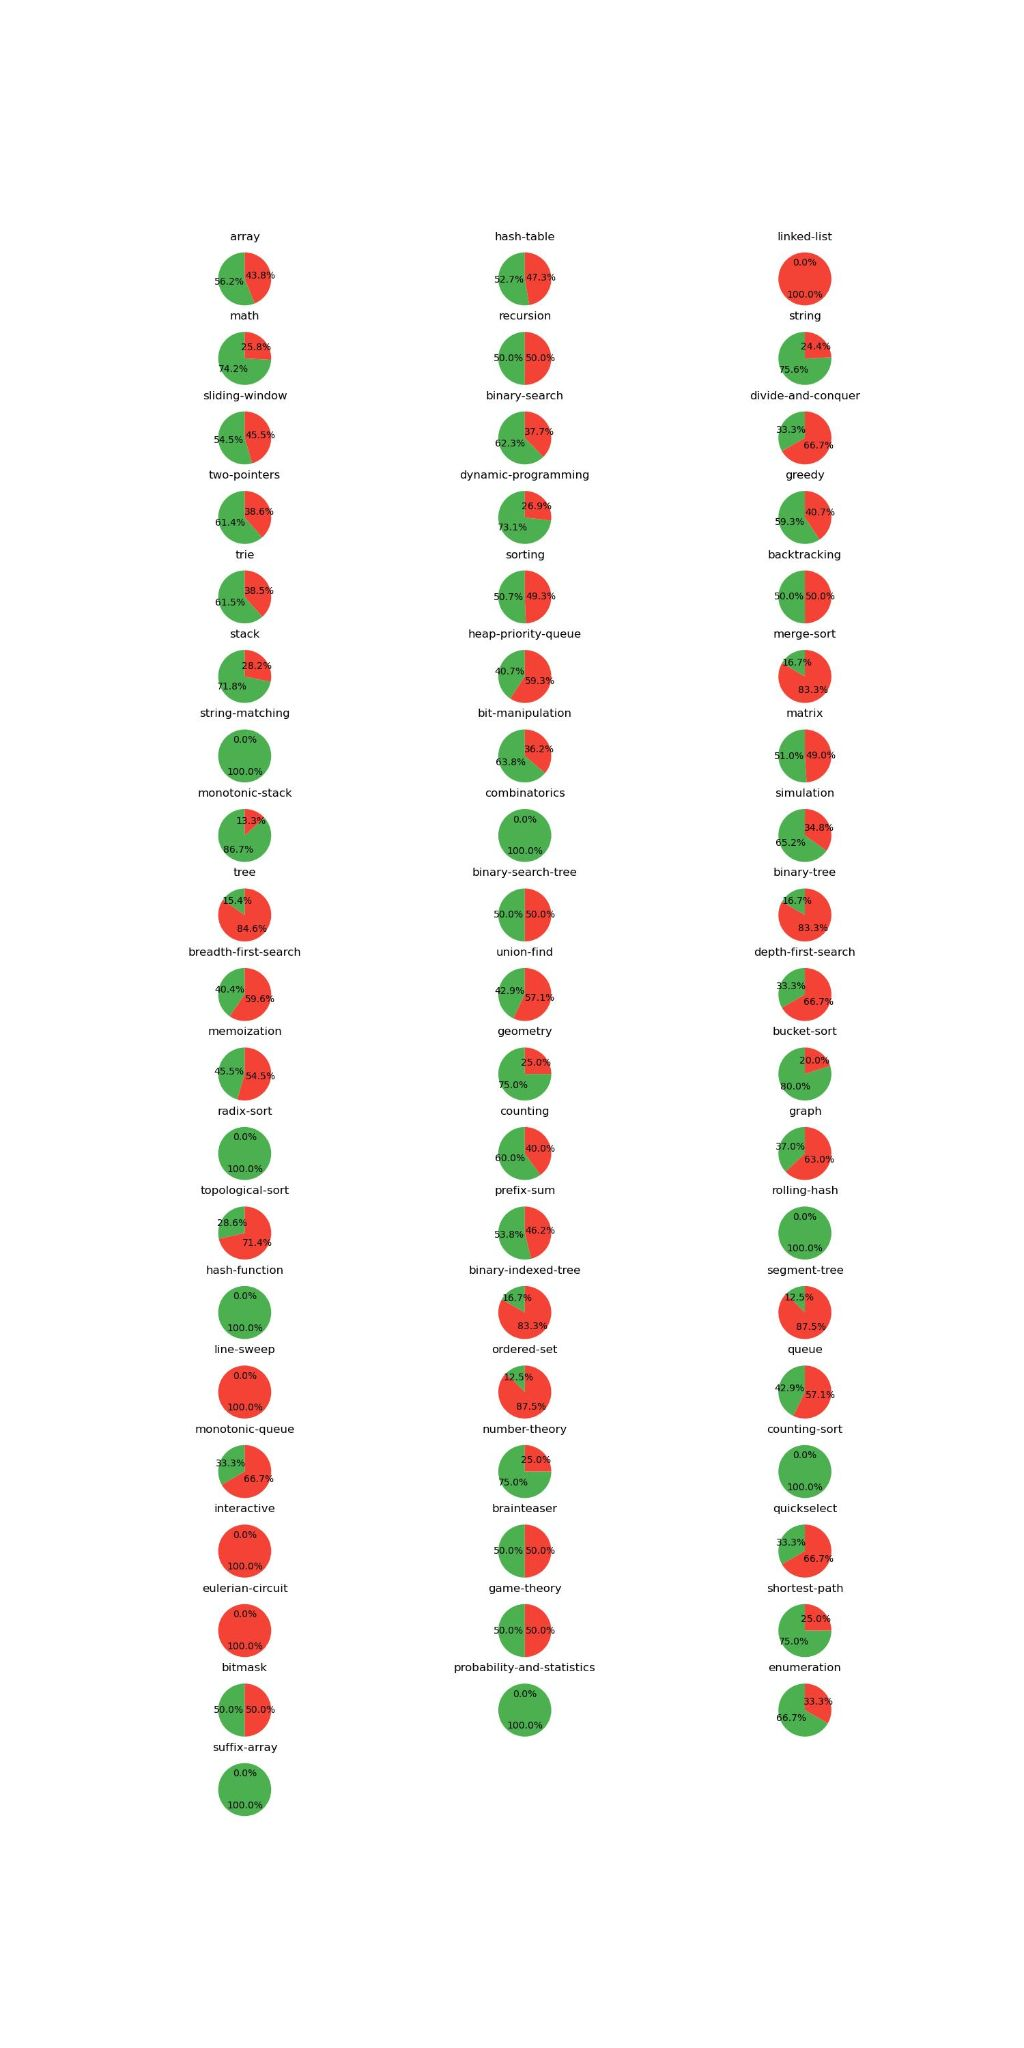 array hash-table linked-list
0.0%
56.2% 43.8% 52.7% 47.3%
100.0%
math recursion string
25.8% 24.4%
50.0% 50.0%
74.2% 75.6%
sliding-window binary-search divide-and-conquer
33.3% 37.7%
54.5% 45.5% 62.3% 66.7%
two-pointers dynamic-programming greedy
26.9%
61.4% 38.6% 73.1% 59.3% 40.7%
trie sorting backtracking
61.5% 38.5% 50.7% 49.3% 50.0% 50.0%
stack heap-priority-queue merge-sort
28.2% 40.7% 16.7%
71.8% 59.3% 83.3%
string-matching bit-manipulation matrix
0.0% 36.2%
63.8% 51.0% 49.0%
100.0%
monotonic-stack combinatorics simulation
13.3% 0.0% 34.8%
86.7% 100.0% 65.2%
tree binary-search-tree binary-tree
15.4% 16.7%
50.0% 50.0%
84.6% 83.3%
breadth-first-search union-find depth-first-search
40.4% 42.9% 33.3%
59.6% 57.1% 66.7%
memoization geometry bucket-sort
25.0% 20.0%
45.5% 54.5% 75.0% 80.0%
radix-sort counting graph
0.0% 40.0% 37.0%
100.0% 60.0% 63.0%
topological-sort prefix-sum rolling-hash
28.6% 46.2% 0.0%
71.4% 53.8% 100.0%
hash-function binary-indexed-tree segment-tree
0.0% 16.7% 12.5%
100.0% 83.3% 87.5%
line-sweep ordered-set queue
0.0% 12.5% 42.9%
100.0% 87.5% 57.1%
monotonic-queue number-theory counting-sort
33.3% 25.0% 0.0%
66.7% 75.0% 100.0%
interactive brainteaser quickselect
0.0% 33.3%
50.0% 50.0%
100.0% 66.7%
eulerian-circuit game-theory shortest-path
0.0% 25.0%
50.0% 50.0%
100.0% 75.0%
bitmask probability-and-statistics enumeration
0.0% 33.3%
50.0% 50.0% 66.7%
100.0%
suffix-array
0.0%
100.0%